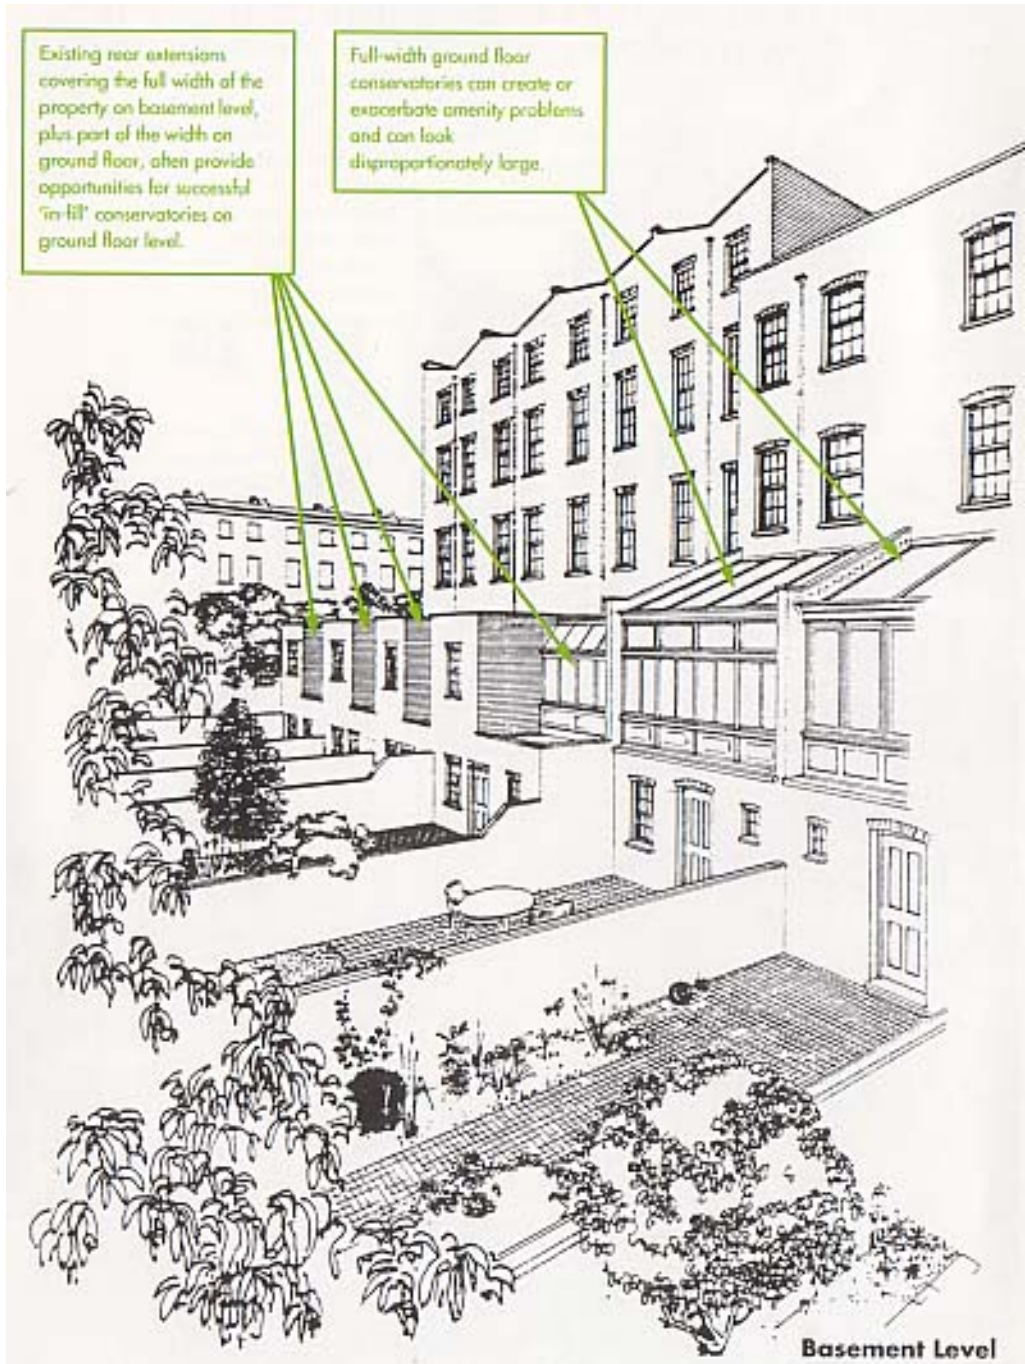 Existing rear extensions
covering the full width of the
property on basement level,
plus part of the width on
ground floor, often provide
opportunities for successful
'in-fill' conservatories on
ground floor level.
Full-width ground floor
conservatories can create or
exacerbate amenity problems
and can look
disproportionately large.
Basement Level